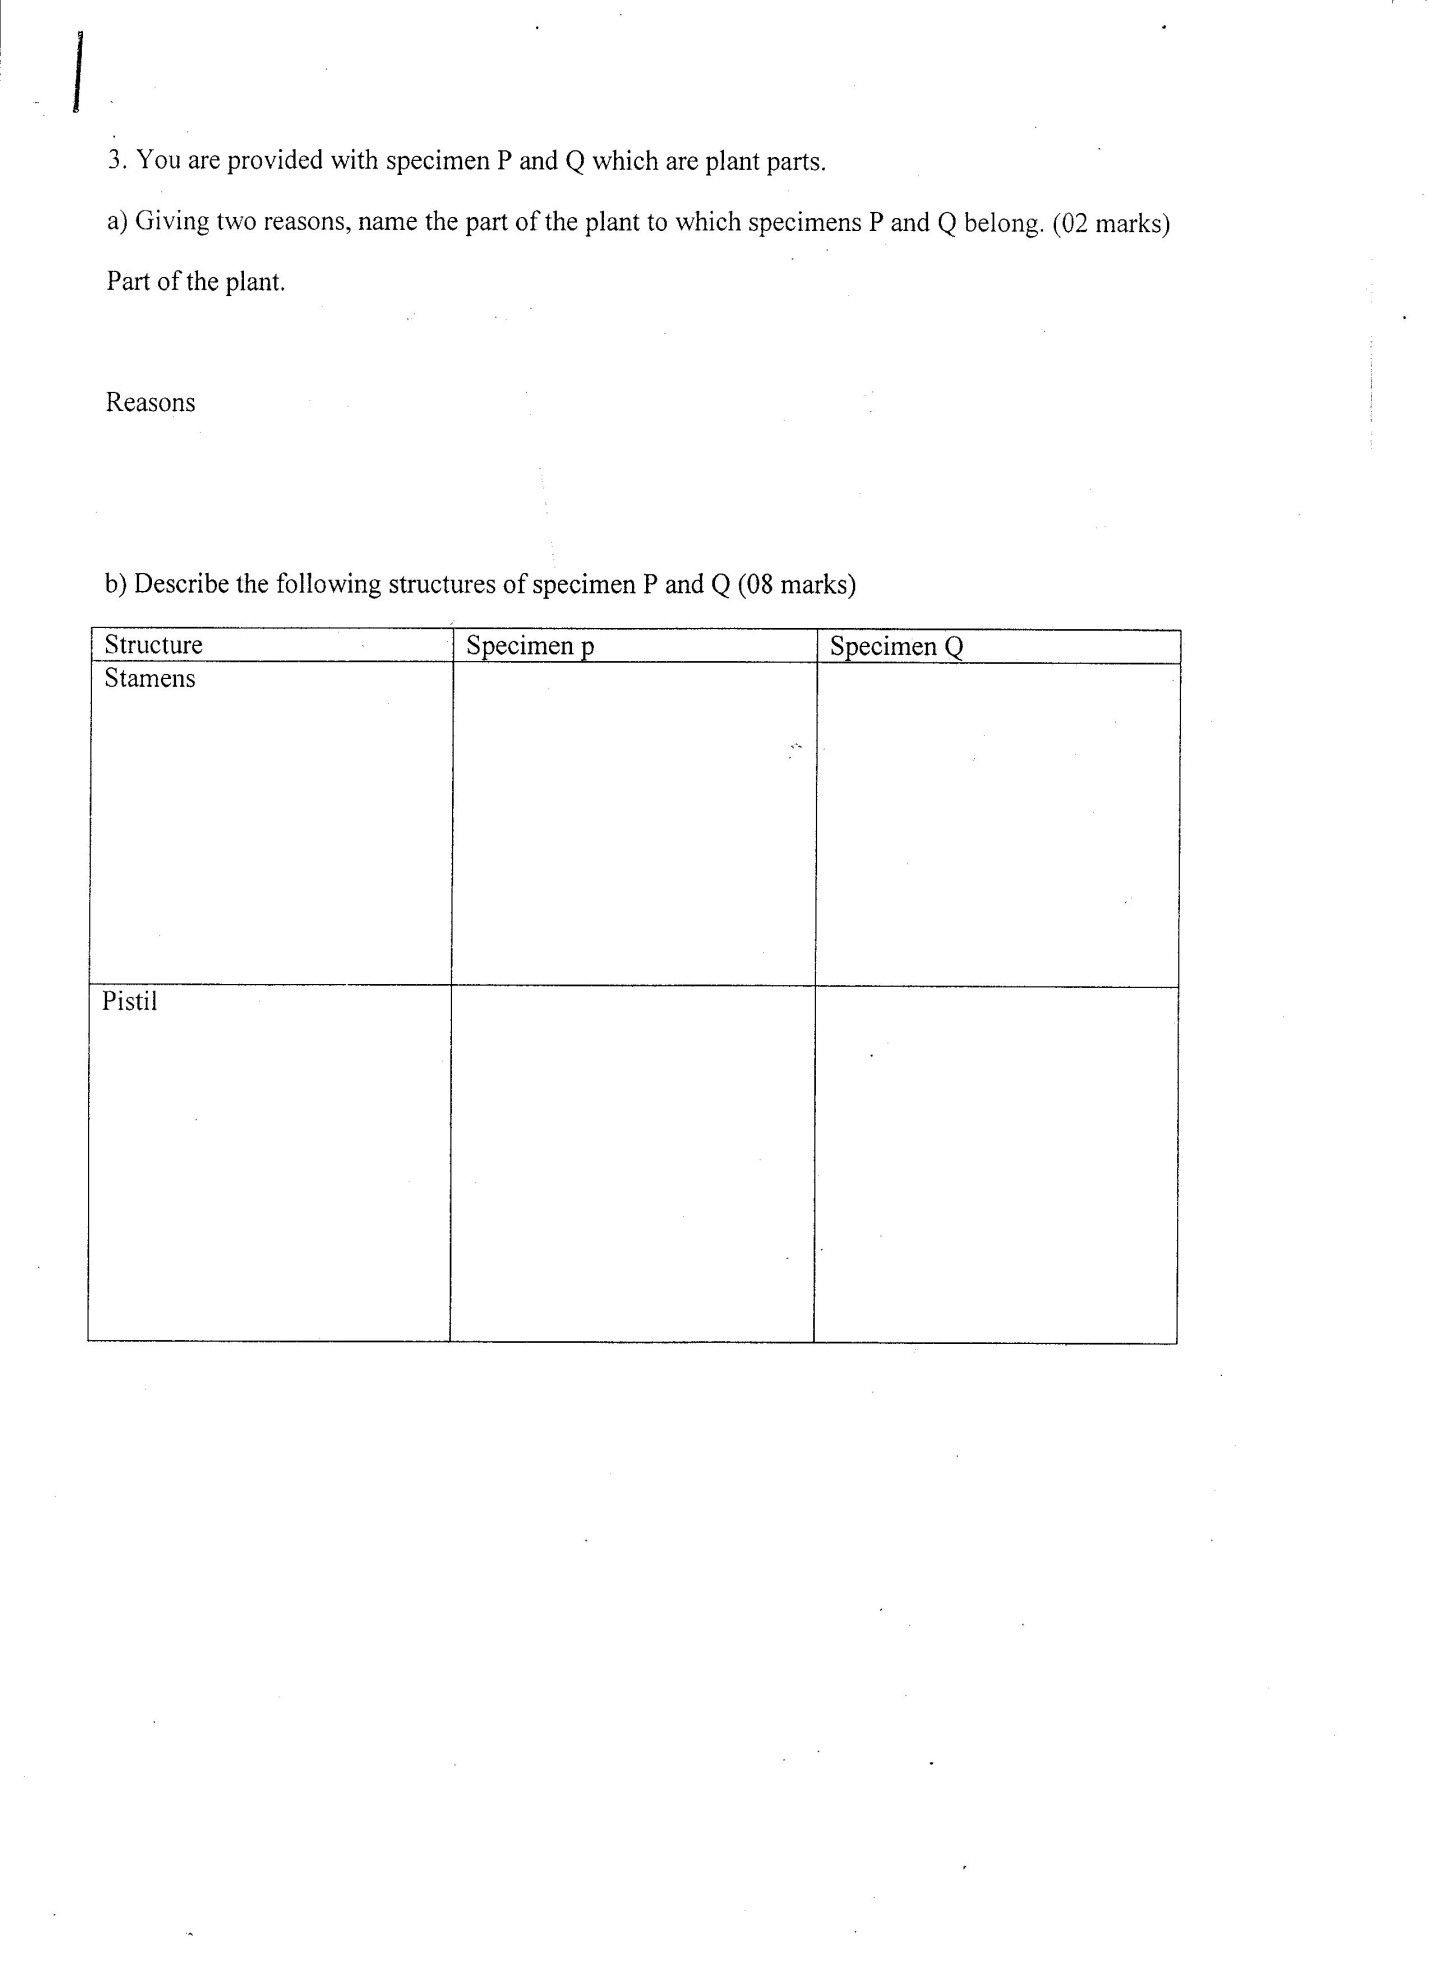 3. You are provided with specimen P and Q which are plant parts.
a) Giving two reasons, name the part of the plant to which specimens P and Q belong. (02 marks)
Part of the plant.
Reasons
b) Describe the following structures of specimen P and Q (08 marks)
Structure Specimen p Specimen Q
Stamens
Pistil